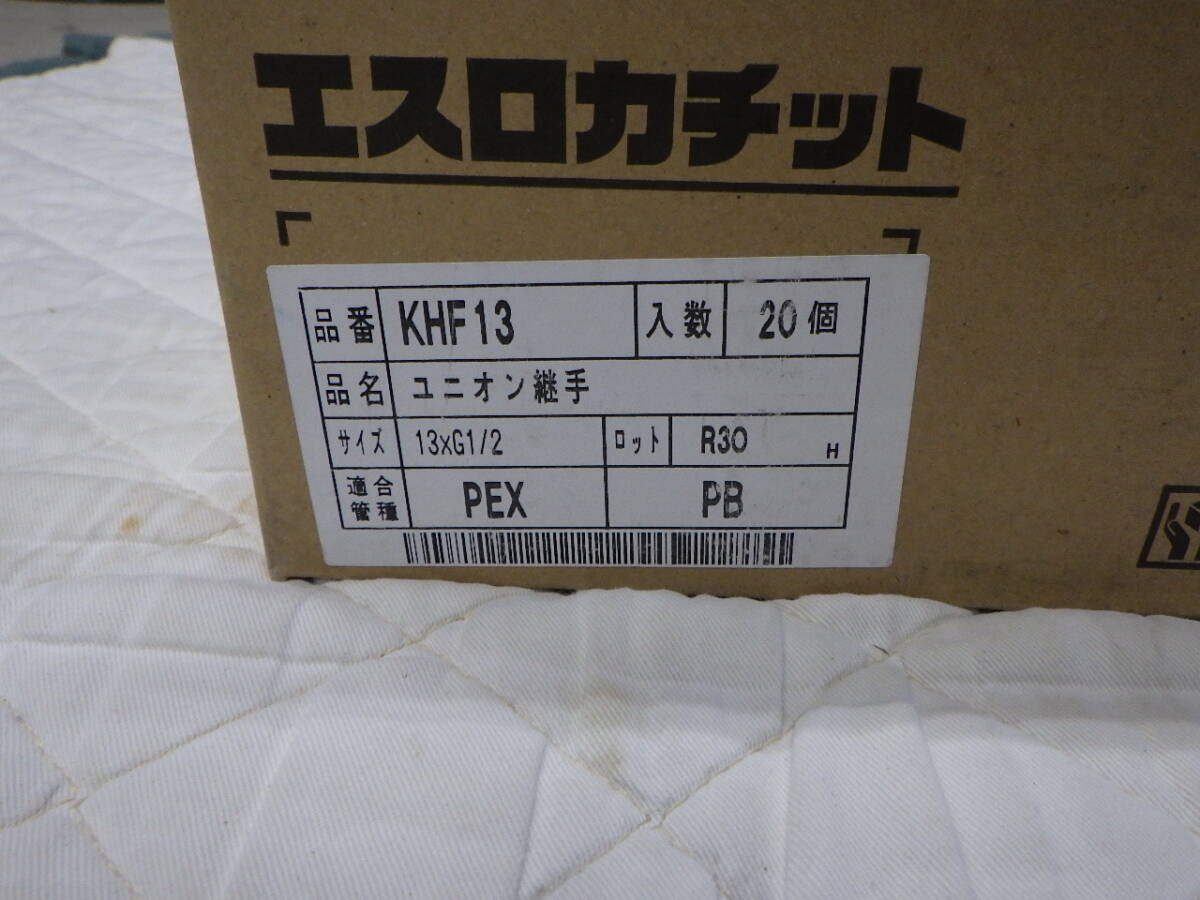 エスロカチット
品番 KHF13 入数 20個
品名 ユニオン継手
サイズ 13xG1/2 ロット R30 H
適合管種 PEX PB